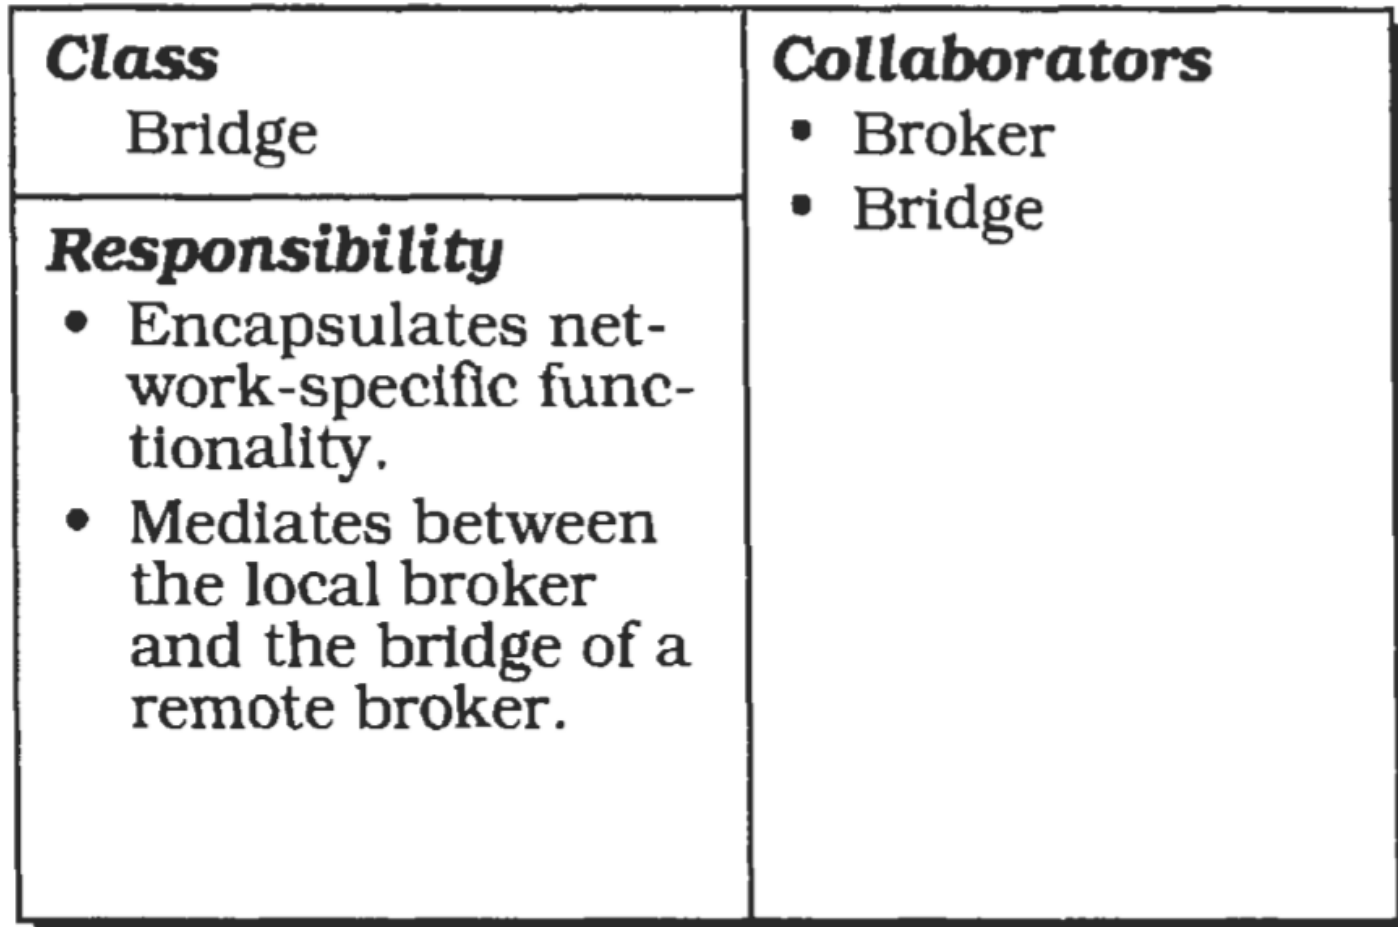 Class
Bridge
Responsibility
• Encapsulates net-
work-specific func-
tionality.
• Mediates between
the local broker
and the bridge of a
remote broker.
Collaborators
• Broker
• Bridge